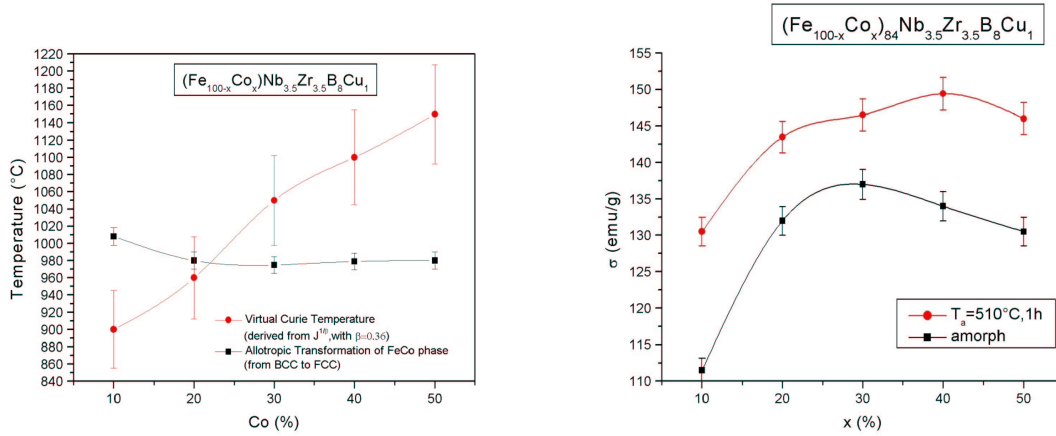 (Fe100-xCox)Nb3.5Zr3.5B8Cu1
Temperature (°C)
1220
1200
1180
1160
1140
1120
1100
1080
1060
1040
1020
1000
980
960
940
920
900
880
860
840
Virtual Curie Temperature
(derived from J^1/β,with β=0.36)
Allotropic Transformation of FeCo phase
(from BCC to FCC)
10 20 30 40 50
Co (%)
(Fe100-xCox)84Nb3.5Zr3.5B8Cu1
σ (emu/g)
155
150
145
140
135
130
125
120
115
110
Ta=510°C,1h
amorph
10 20 30 40 50
x (%)